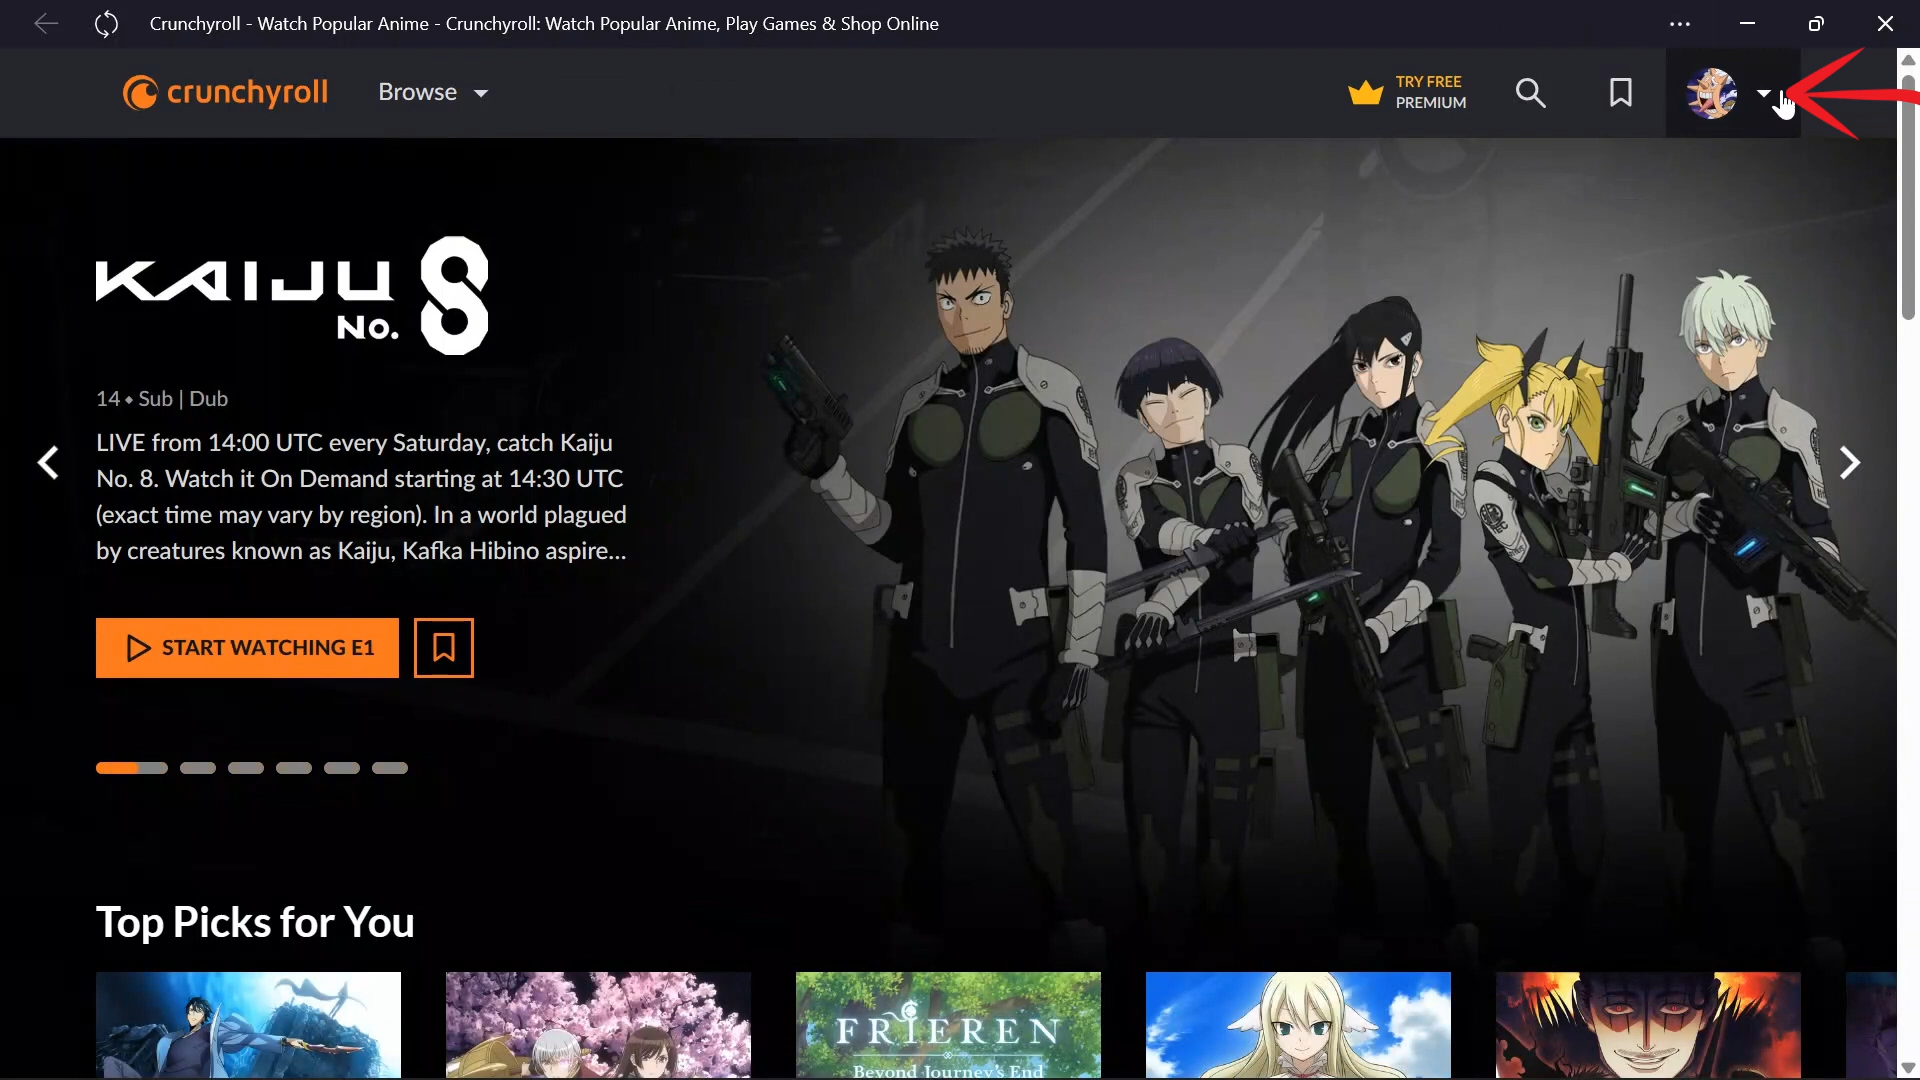 Crunchyroll - Watch Popular Anime - Crunchyroll: Watch Popular Anime, Play Games & Shop Online
crunchyroll
Browse
TRY FREE
PREMIUM
KAIJU
No. 8
14 ⬥ Sub | Dub
LIVE from 14:00 UTC every Saturday, catch Kaiju
No. 8. Watch it On Demand starting at 14:30 UTC
(exact time may vary by region). In a world plagued
by creatures known as Kaiju, Kafka Hibino aspire...
START WATCHING E1
Top Picks for You
FRIEREN
Beyond Journey's End